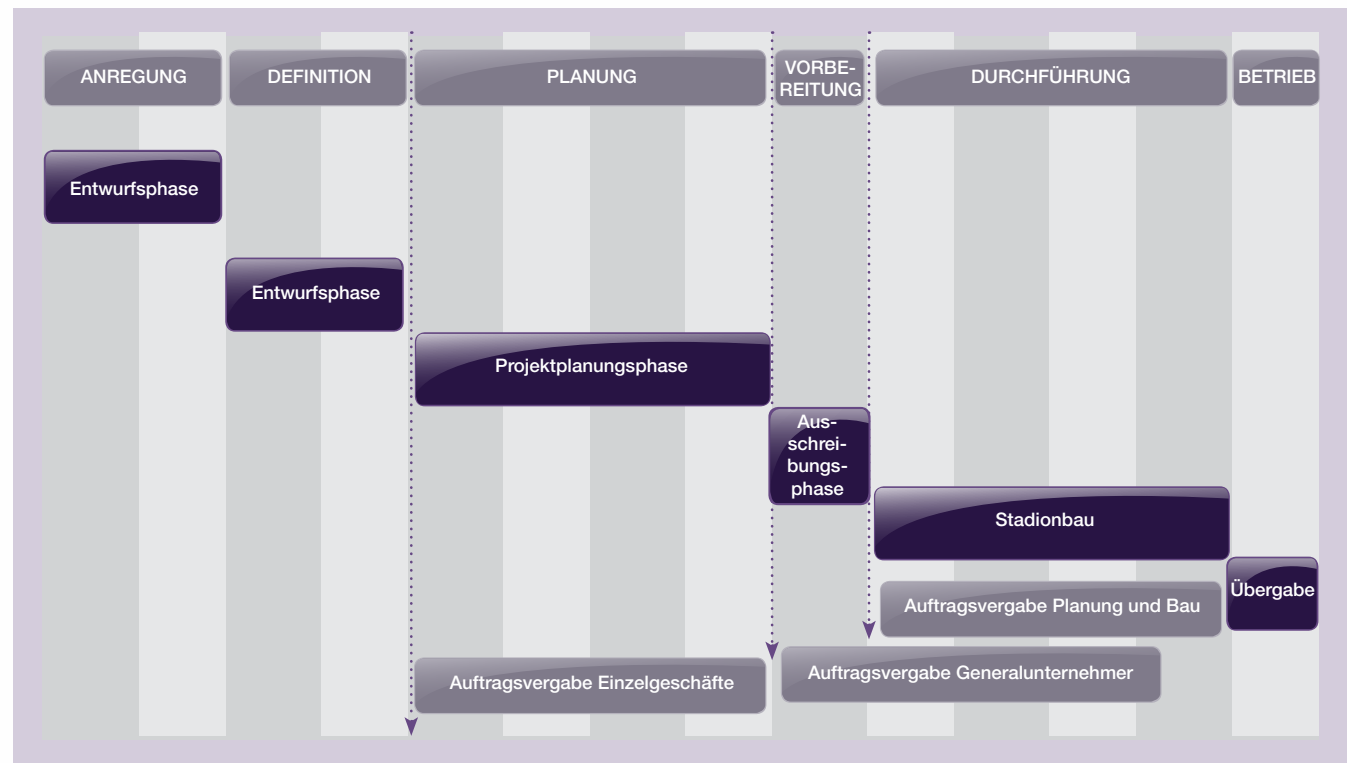 ANREGUNG
DEFINITION
PLANUNG
VORBE-
REITUNG
DURCHFÜHRUNG
BETRIEB
Entwurfsphase
Entwurfsphase
Projektplanungsphase
Aus-
schrei-
bungs-
phase
Stadionbau
Übergabe
Auftragsvergabe Planung und Bau
Auftragsvergabe Generalunternehmer
Auftragsvergabe Einzelgeschäfte